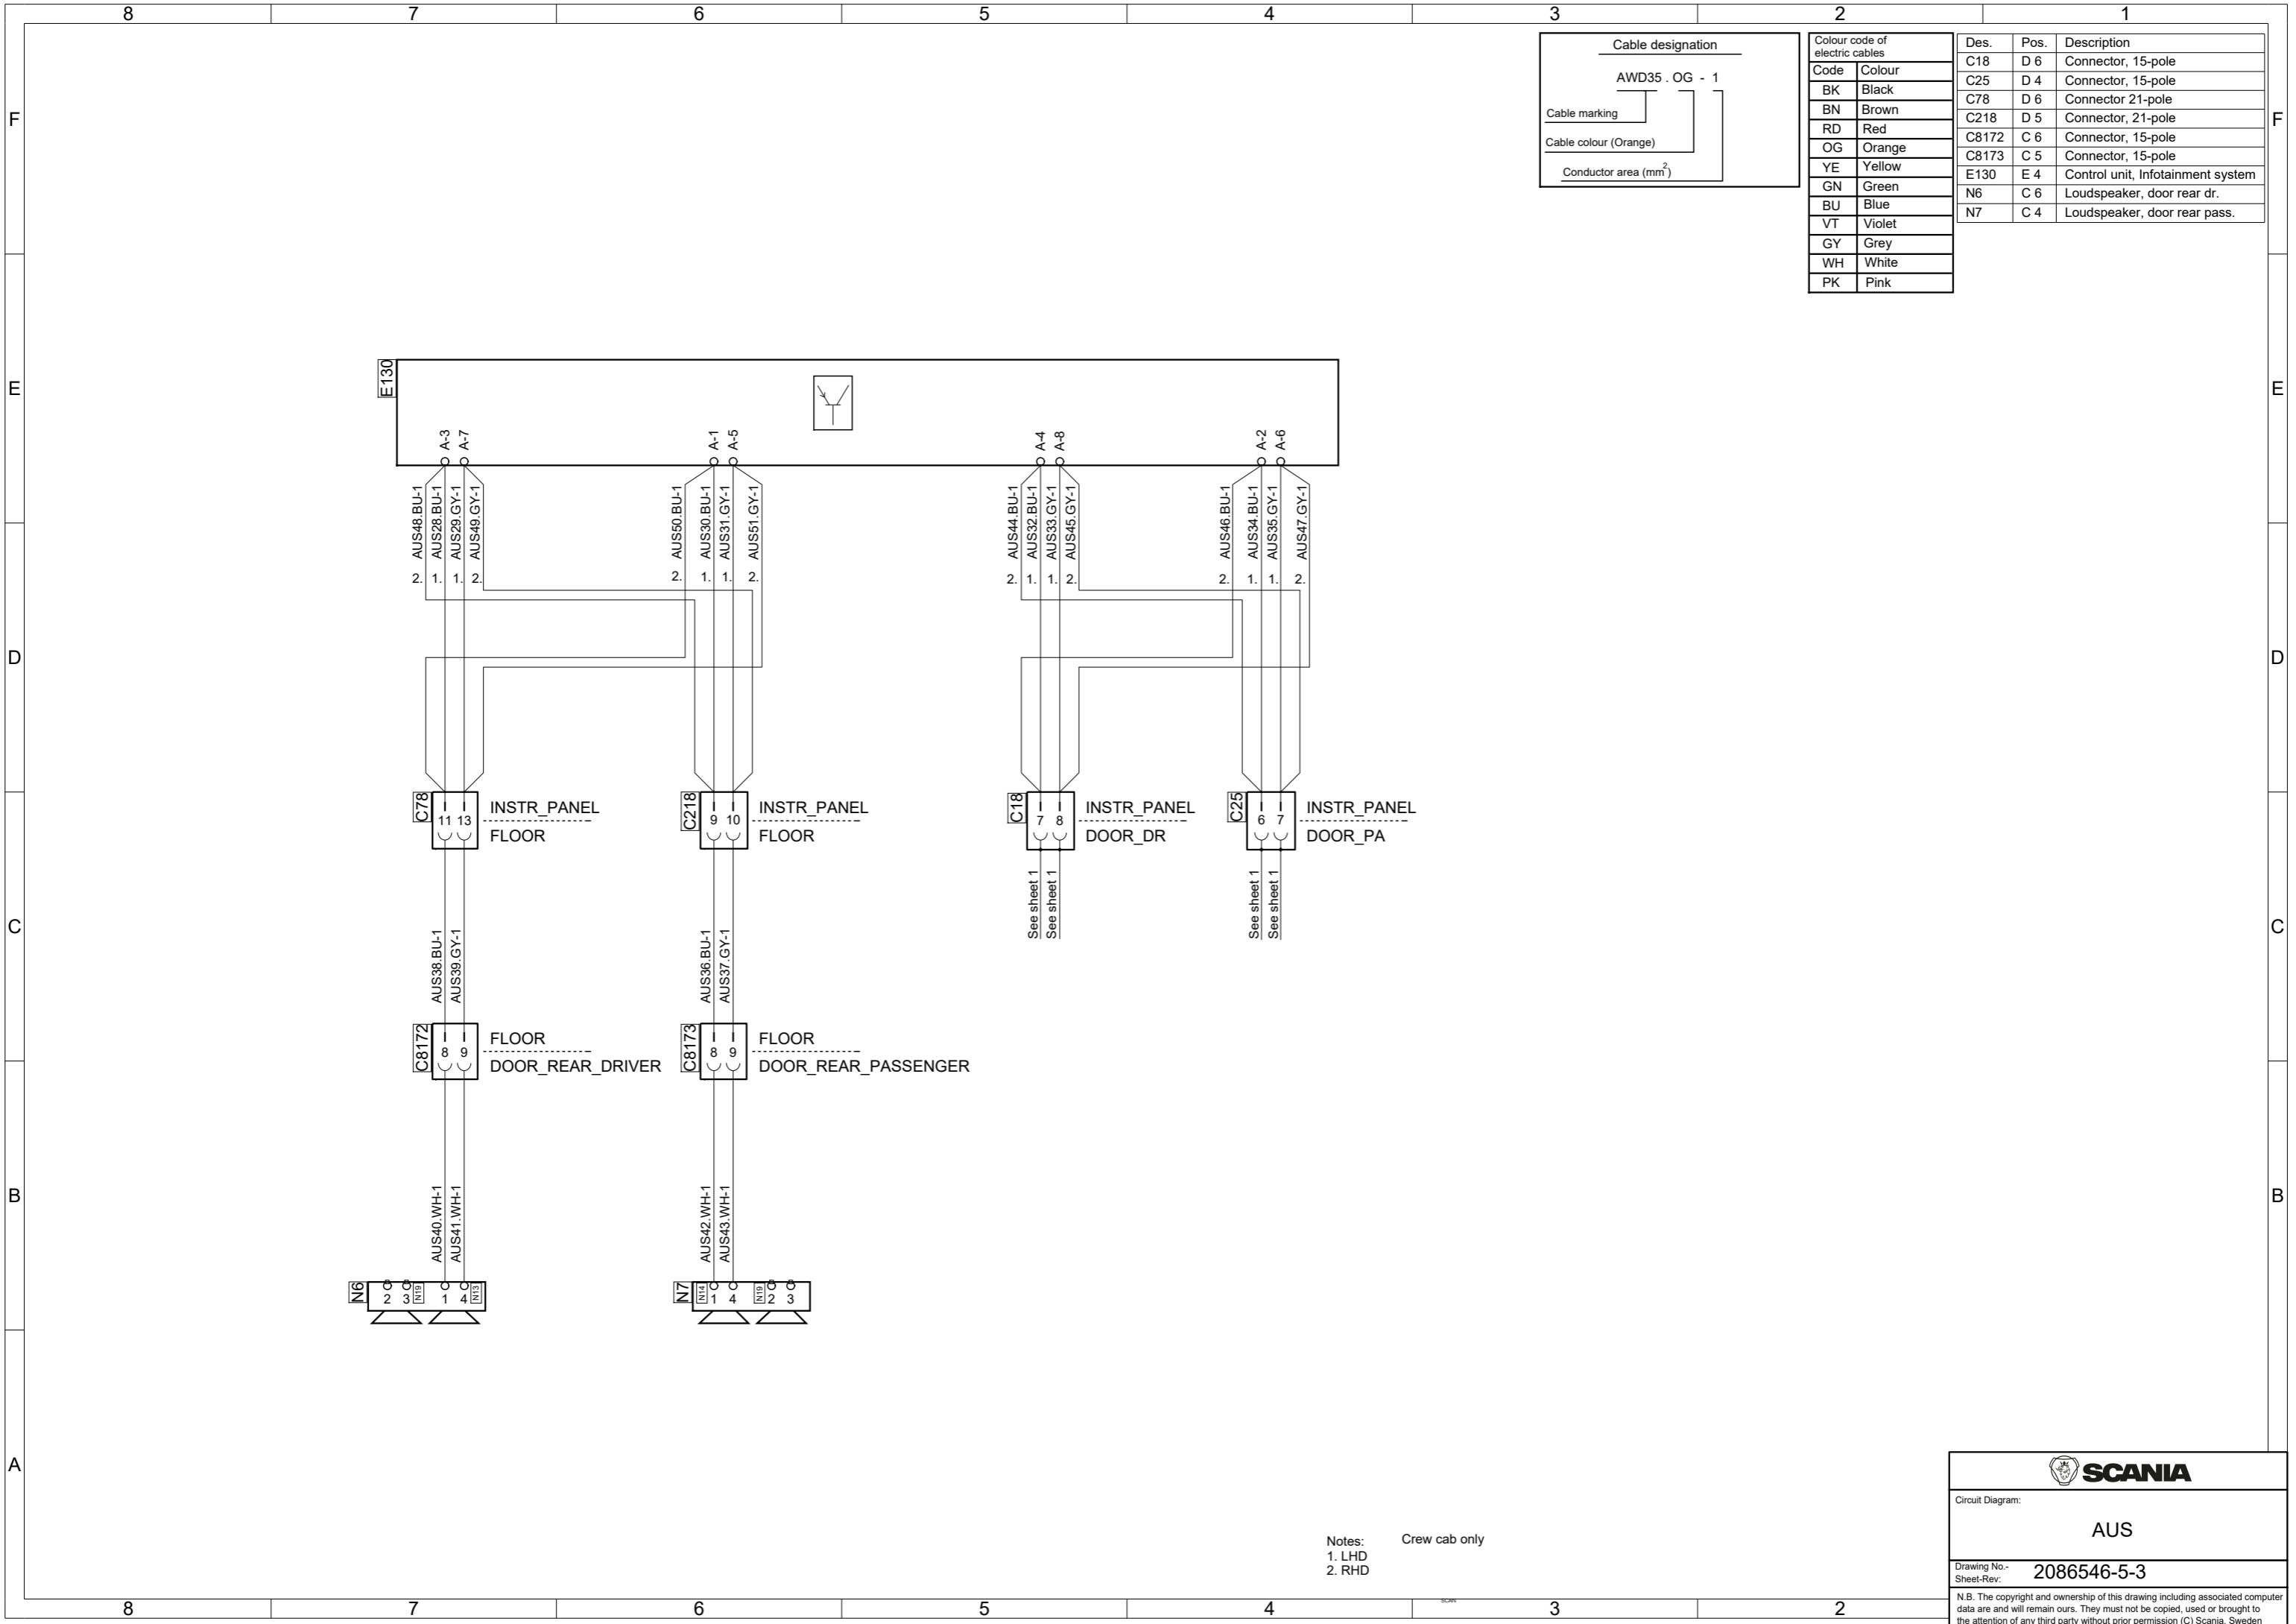 8 7 6 5 4 3 2 1
Cable designation
AWD35 . OG - 1
Cable marking
Cable colour (Orange)
Conductor area (mm2)
Colour code of
electric cables
Code Colour
BK Black
BN Brown
RD Red
OG Orange
YE Yellow
GN Green
BU Blue
VT Violet
GY Grey
WH White
PK Pink
Des. Pos. Description
C18 D 6 Connector, 15-pole
C25 D 4 Connector, 15-pole
C78 D 6 Connector 21-pole
C218 D 5 Connector, 21-pole
C8172 C 6 Connector, 15-pole
C8173 C 5 Connector, 15-pole
E130 E 4 Control unit, Infotainment system
N6 C 6 Loudspeaker, door rear dr.
N7 C 4 Loudspeaker, door rear pass.
F F
E E
E130
A-3 A-7 A-1 A-5 A-4 A-8 A-2 A-6
AUS48.BU-1 AUS28.BU-1 AUS29.GY-1 AUS49.GY-1 AUS50.BU-1 AUS30.BU-1 AUS31.GY-1 AUS51.GY-1 AUS44.BU-1 AUS32.BU-1 AUS33.GY-1 AUS45.GY-1 AUS46.BU-1 AUS34.BU-1 AUS35.GY-1 AUS47.GY-1
2. 1. 1. 2. 2. 1. 1. 2. 2. 1. 1. 2. 2. 1. 1. 2.
D D
C78 11 13 INSTR_PANEL
FLOOR
C218 9 10 INSTR_PANEL
FLOOR
C18 7 8 INSTR_PANEL
DOOR_DR
C25 6 7 INSTR_PANEL
DOOR_PA
See sheet 1 See sheet 1 See sheet 1 See sheet 1
C C
AUS38.BU-1 AUS39.GY-1 AUS36.BU-1 AUS37.GY-1
C8172 8 9 FLOOR
DOOR_REAR_DRIVER
C8173 8 9 FLOOR
DOOR_REAR_PASSENGER
B B
AUS40.WH-1 AUS41.WH-1 AUS42.WH-1 AUS43.WH-1
N6 2 3 N19 1 4 N13
N7 N14 1 4 N19 2 3
A
Notes: Crew cab only
1. LHD
2. RHD
SCANIA
Circuit Diagram:
AUS
Drawing No.-
Sheet-Rev: 2086546-5-3
N.B. The copyright and ownership of this drawing including associated computer
data are and will remain ours. They must not be copied, used or brought to
the attention of any third party without prior permission (C) Scania, Sweden
8 7 6 5 4 3 2